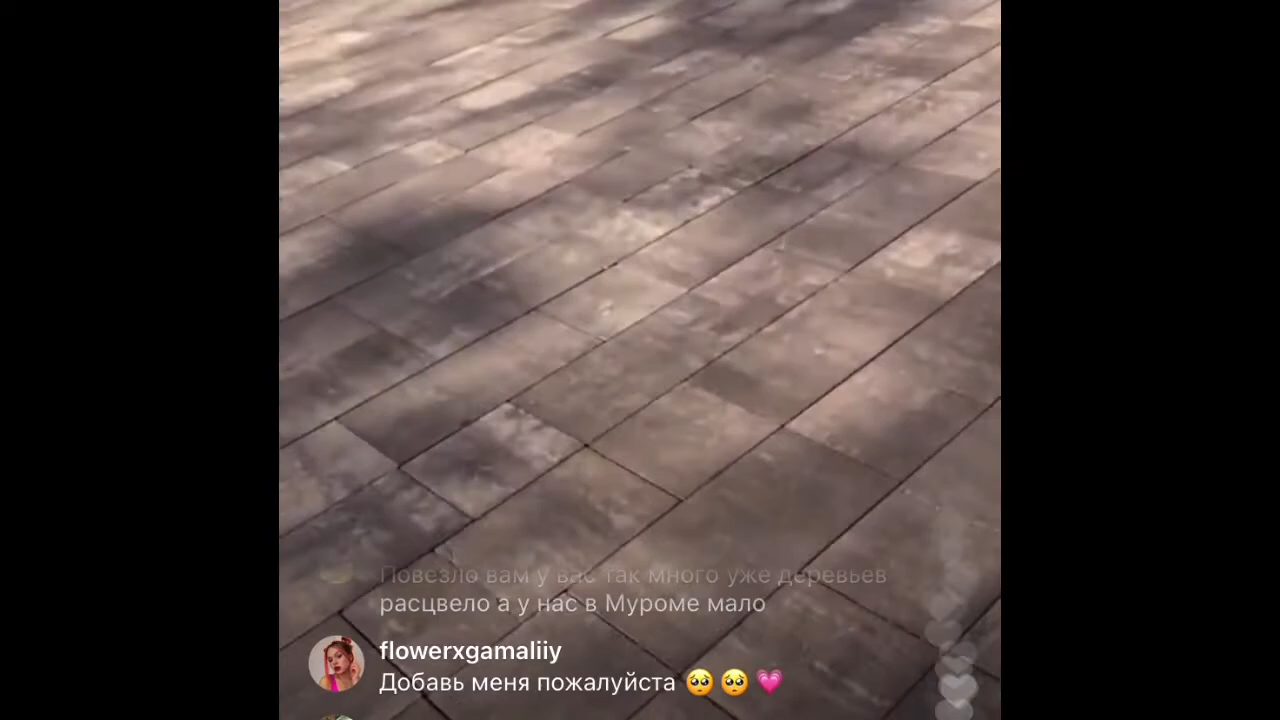 Повезло вам у вас так много уже деревьев
расцвело а у нас в Муроме мало
flowerxgamaliiy
Добавь меня пожалуйста 🥺 🥺 💗